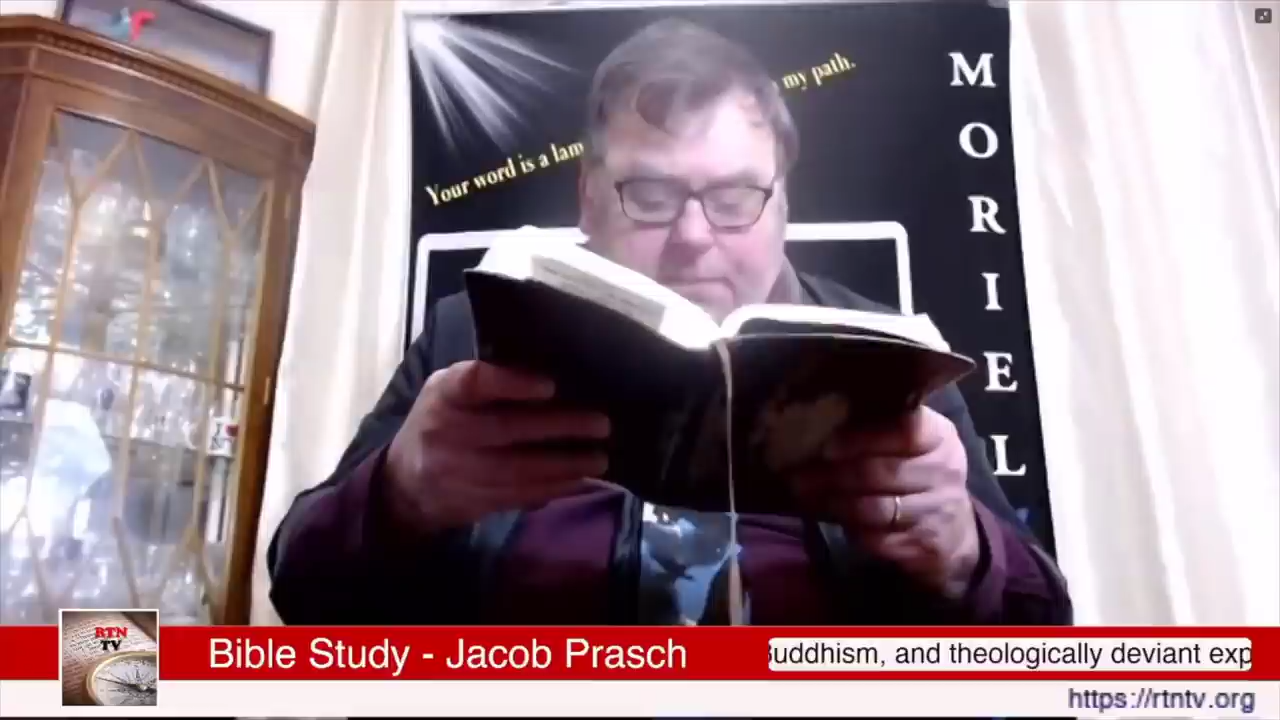 Your word is a lam
my path.
MORIEL
RTN
TV
Bible Study - Jacob Prasch
uddhism, and theologically deviant exp
https://rtntv.org